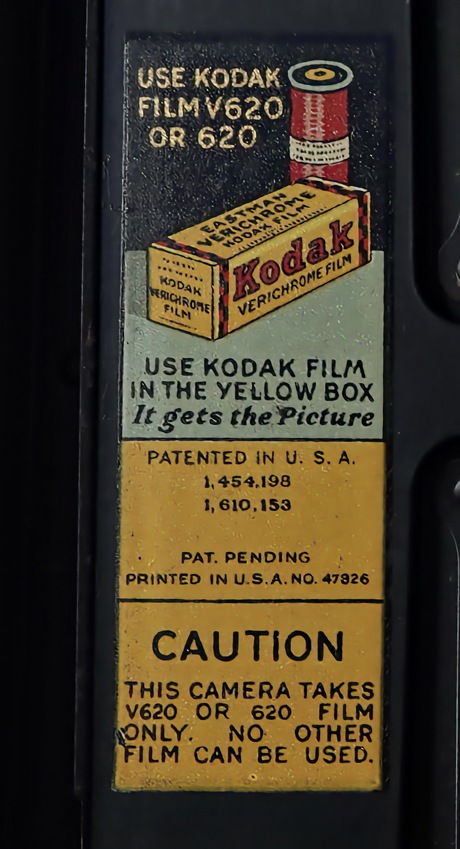 USE KODAK
FILM V620
OR 620
EASTMAN
VERICHROME
KODAK FILM
Kodak
VERICHROME FILM
KODAK
VERICHROME
FILM
USE KODAK FILM
IN THE YELLOW BOX
It gets the Picture
PATENTED IN U. S. A.
1,454,198
1,610,153
PAT. PENDING
PRINTED IN U.S.A. NO. 47326
CAUTION
THIS CAMERA TAKES
V620 OR 620 FILM
ONLY. NO OTHER
FILM CAN BE USED.